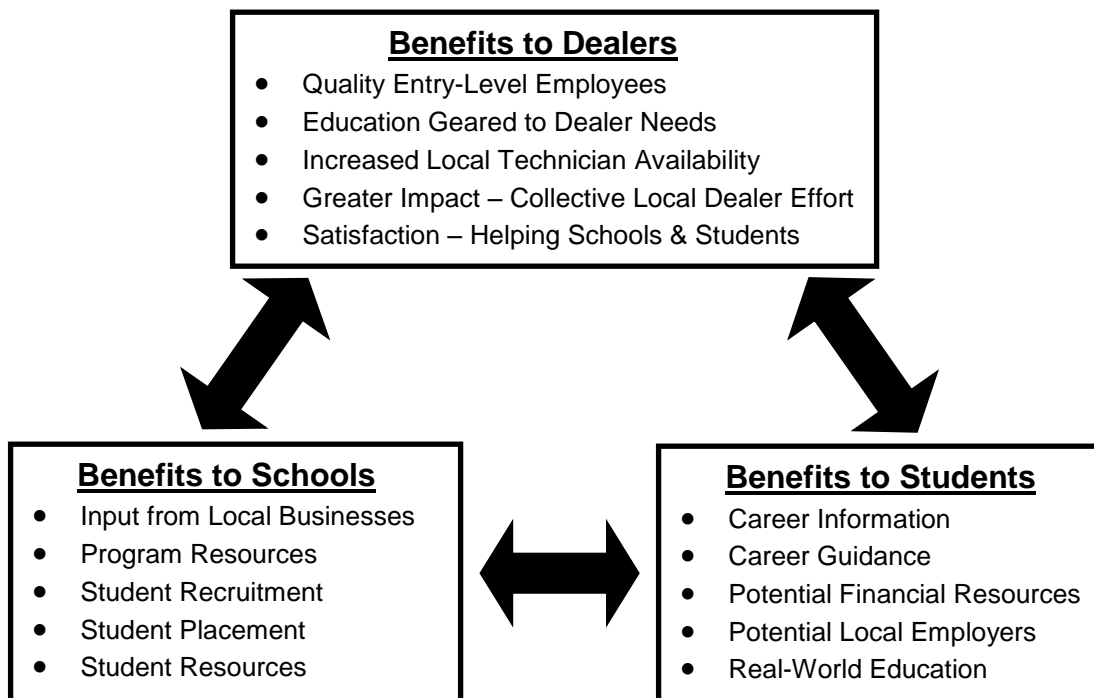 Benefits to Dealers
● Quality Entry-Level Employees
● Education Geared to Dealer Needs
● Increased Local Technician Availability
● Greater Impact – Collective Local Dealer Effort
● Satisfaction – Helping Schools & Students
Benefits to Schools
● Input from Local Businesses
● Program Resources
● Student Recruitment
● Student Placement
● Student Resources
Benefits to Students
● Career Information
● Career Guidance
● Potential Financial Resources
● Potential Local Employers
● Real-World Education